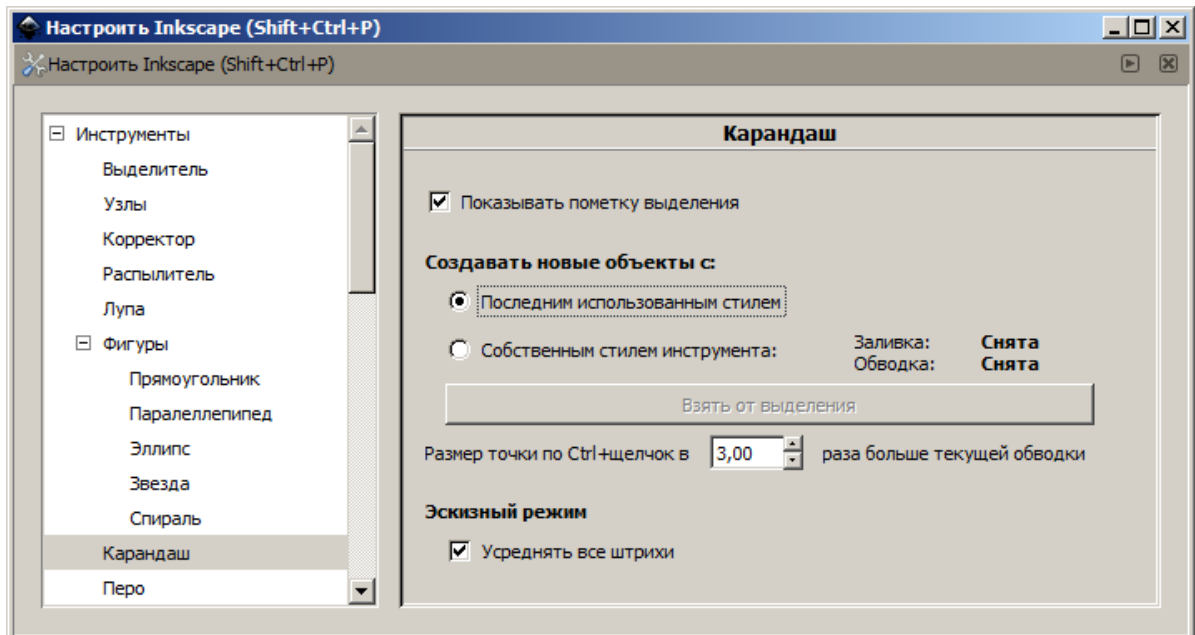 Настроить Inkscape (Shift+Ctrl+P)
Настроить Inkscape (Shift+Ctrl+P)
Инструменты
Выделитель
Узлы
Корректор
Распылитель
Лупа
Фигуры
Прямоугольник
Паралеллепипед
Эллипс
Звезда
Спираль
Карандаш
Перо
Карандаш
Показывать пометку выделения
Создавать новые объекты с:
Последним использованным стилем
Собственным стилем инструмента:
Заливка: Снята
Обводка: Снята
Взять от выделения
Размер точки по Ctrl+щелчок в 3,00 раза больше текущей обводки
Эскизный режим
Усреднять все штрихи